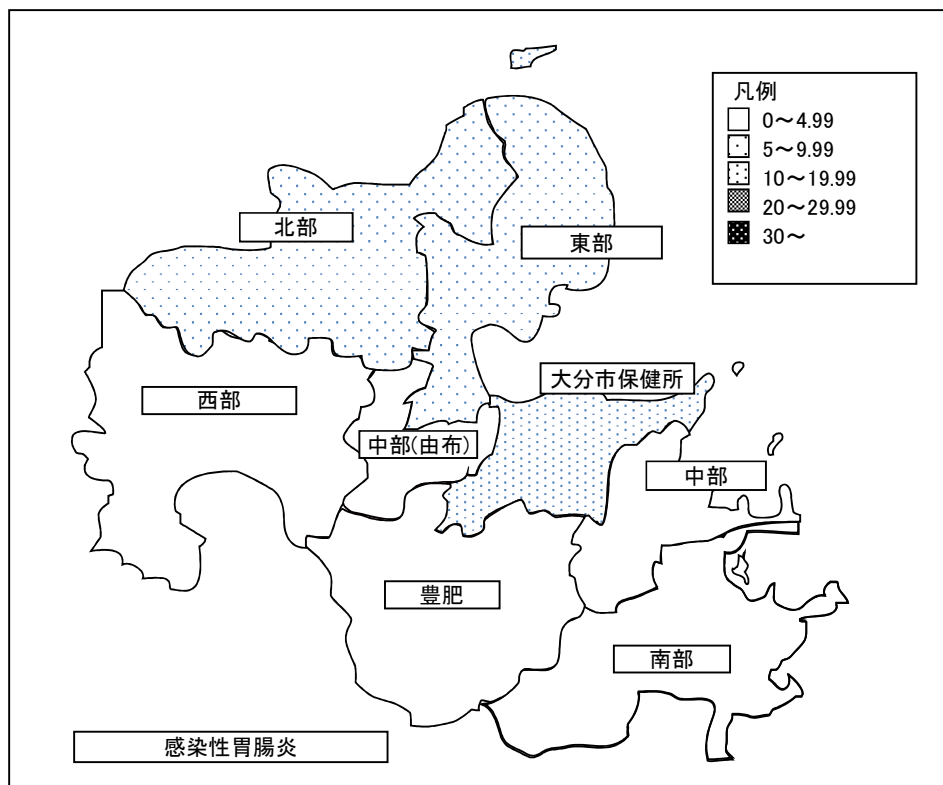 凡例
0～4.99
5～9.99
10～19.99
20～29.99
30～
北部
東部
大分市保健所
西部
中部(由布)
中部
豊肥
南部
感染性胃腸炎